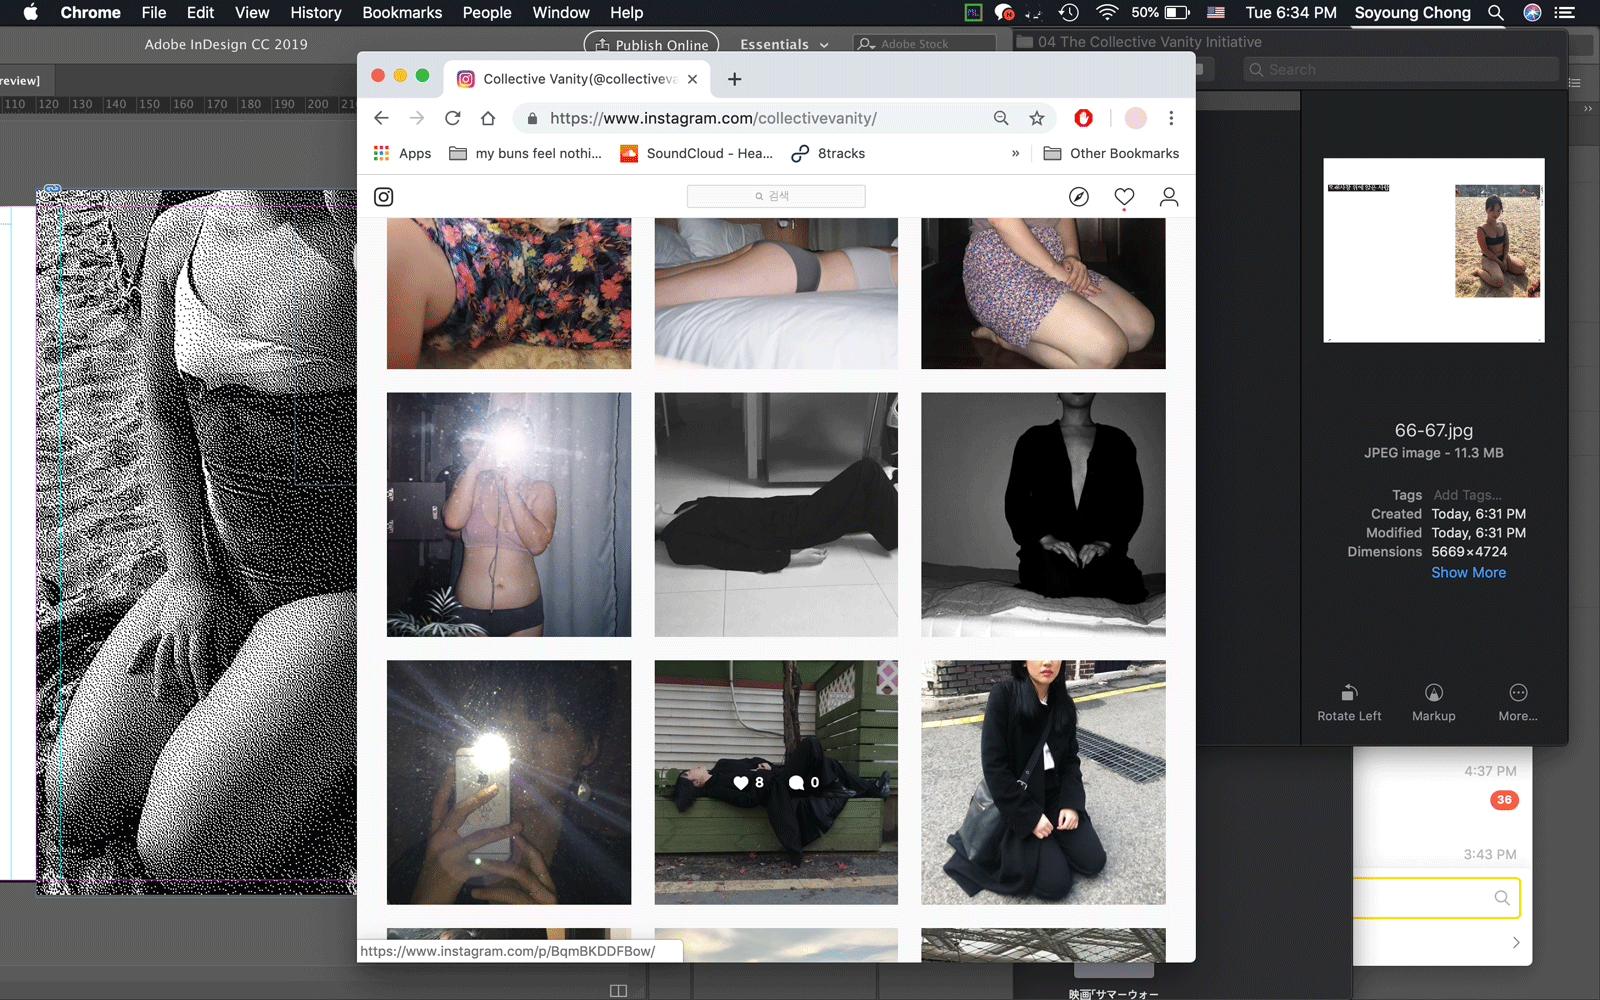 Chrome File Edit View History Bookmarks People Window Help
50% Tue 6:34 PM Soyoung Chong
Adobe InDesign CC 2019
Publish Online Essentials Adobe Stock
04 The Collective Vanity Initiative
Search
review]
110 120 130 140 150 160 170 180 190 200 21
Collective Vanity(@collectiveva
https://www.instagram.com/collectivevanity/
Apps my buns feel nothi... SoundCloud - Hea... 8tracks » Other Bookmarks
검색
8 0
https://www.instagram.com/p/BqmBKDDFBow/
66-67.jpg
JPEG image - 11.3 MB
Tags Add Tags...
Created Today, 6:31 PM
Modified Today, 6:31 PM
Dimensions 5669×4724
Show More
Rotate Left Markup More...
4:37 PM
36
3:43 PM
映画「サマーウォー